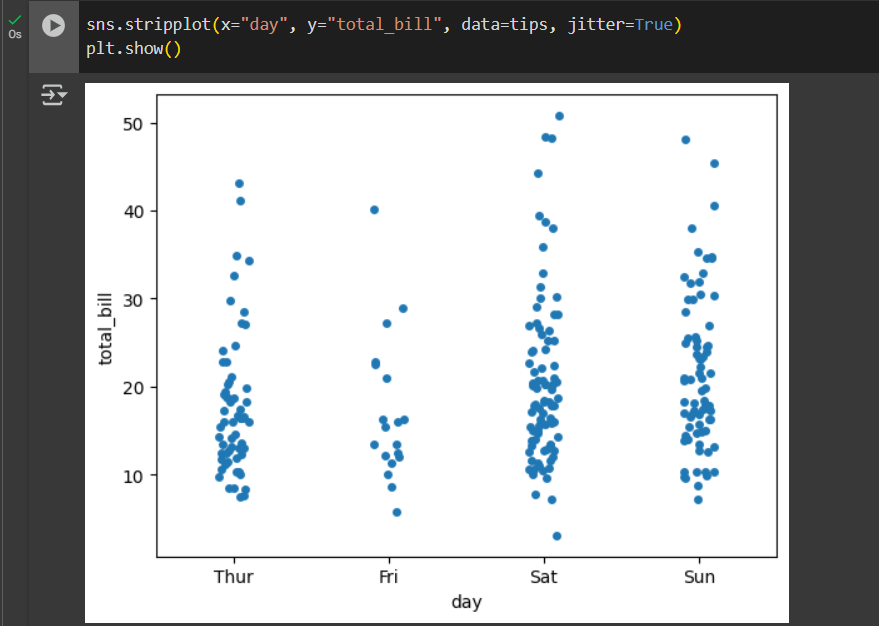 sns.stripplot(x="day", y="total_bill", data=tips, jitter=True)
0s
plt.show()
50
40
30
20
10
total_bill
Thur Fri Sat Sun
day